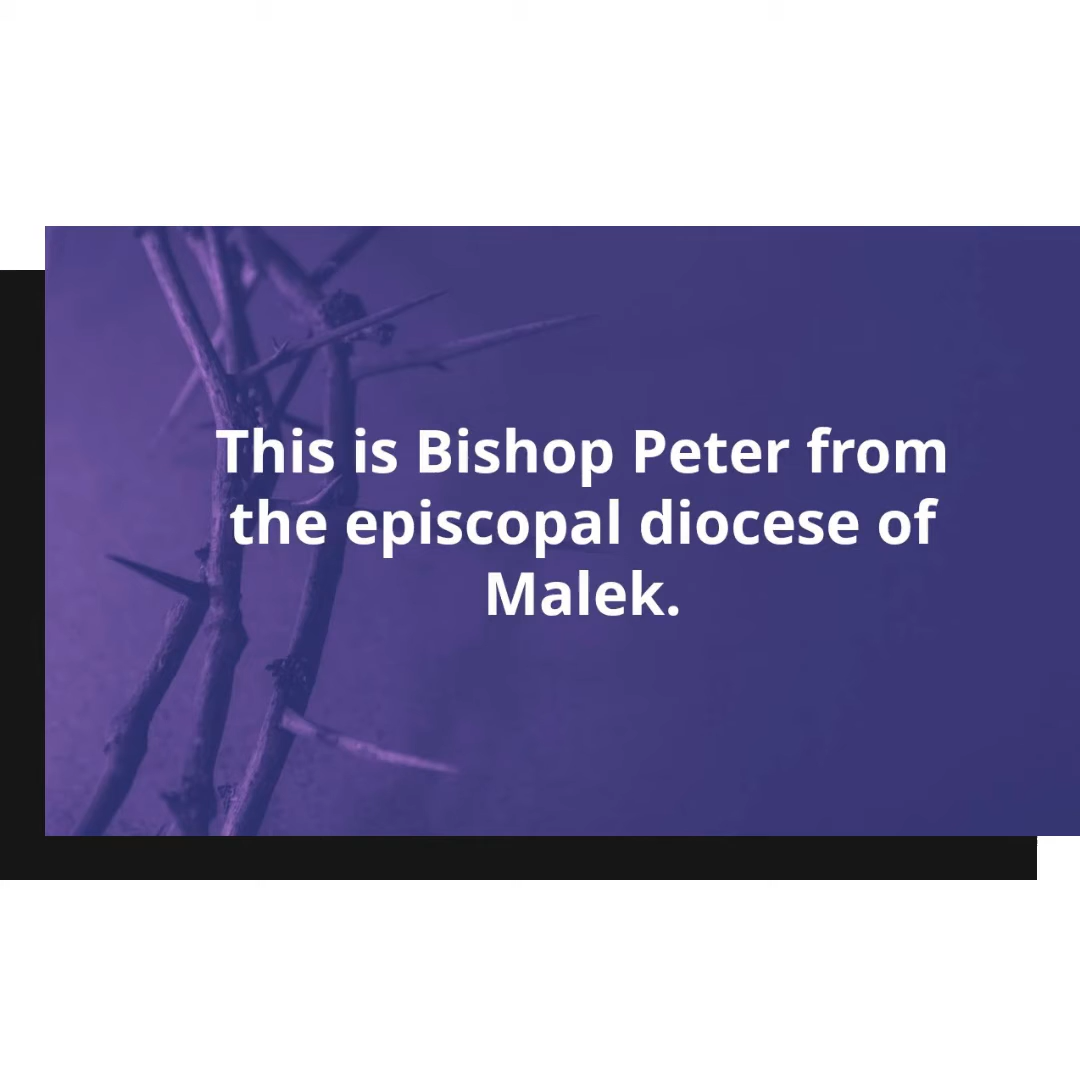 This is Bishop Peter from
the episcopal diocese of
Malek.